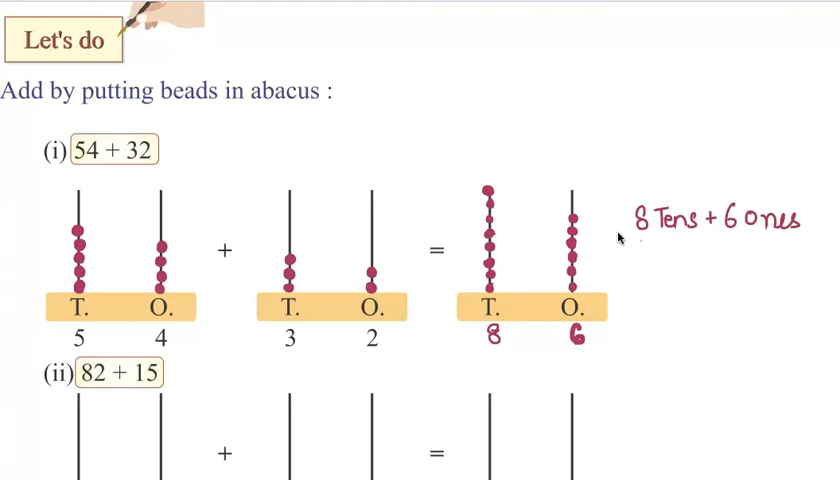 Let's do
Add by putting beads in abacus :
(i) 54 + 32
8 Tens + 6 Ones
+ =
T. O. T. O. T. O.
5 4 3 2 8 6
(ii) 82 + 15
+ =